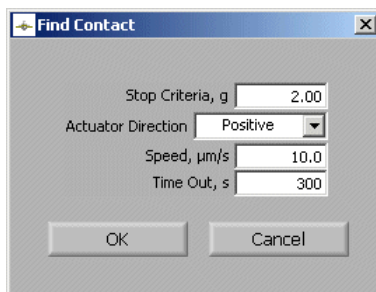 Find Contact
Stop Criteria, g 2.00
Actuator Direction Positive
Speed, µm/s 10.0
Time Out, s 300
OK Cancel